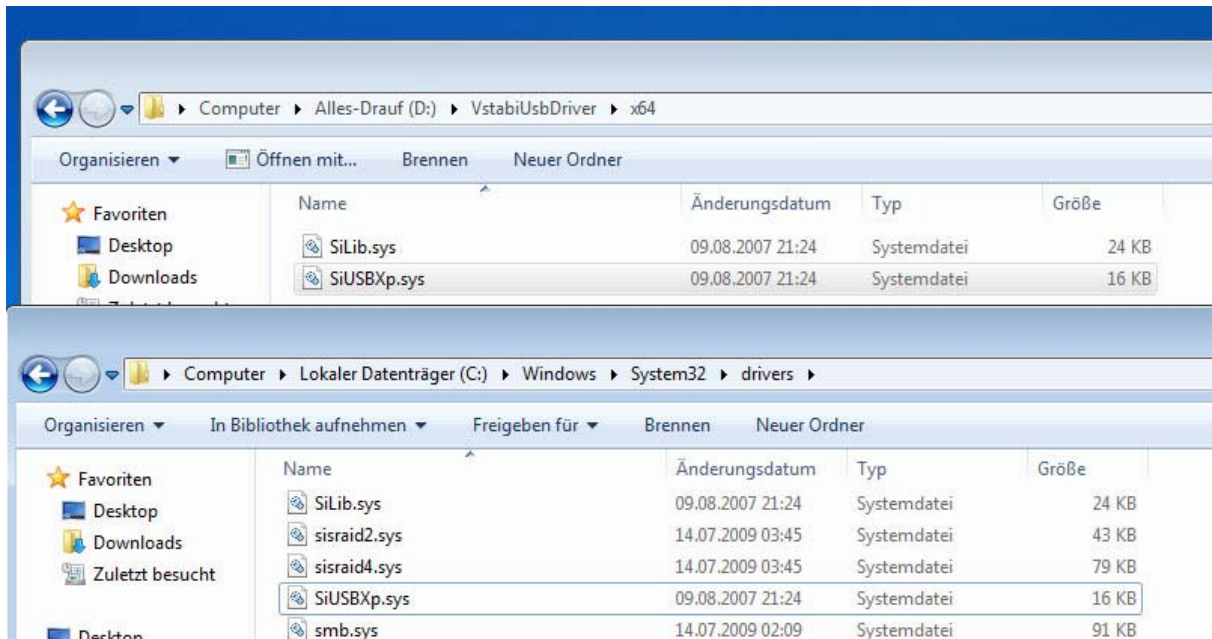 Computer ▸ Alles-Drauf (D:) ▸ VstabiUsbDriver ▸ x64
Organisieren Öffnen mit... Brennen Neuer Ordner
Favoriten
Desktop
Downloads
Name Änderungsdatum Typ Größe
SiLib.sys 09.08.2007 21:24 Systemdatei 24 KB
SiUSBXp.sys 09.08.2007 21:24 Systemdatei 16 KB
Computer ▸ Lokaler Datenträger (C:) ▸ Windows ▸ System32 ▸ drivers ▸
Organisieren In Bibliothek aufnehmen Freigeben für Brennen Neuer Ordner
Favoriten
Desktop
Downloads
Zuletzt besucht
Desktop
Name Änderungsdatum Typ Größe
SiLib.sys 09.08.2007 21:24 Systemdatei 24 KB
sisraid2.sys 14.07.2009 03:45 Systemdatei 43 KB
sisraid4.sys 14.07.2009 03:45 Systemdatei 79 KB
SiUSBXp.sys 09.08.2007 21:24 Systemdatei 16 KB
smb.sys 14.07.2009 02:09 Systemdatei 91 KB